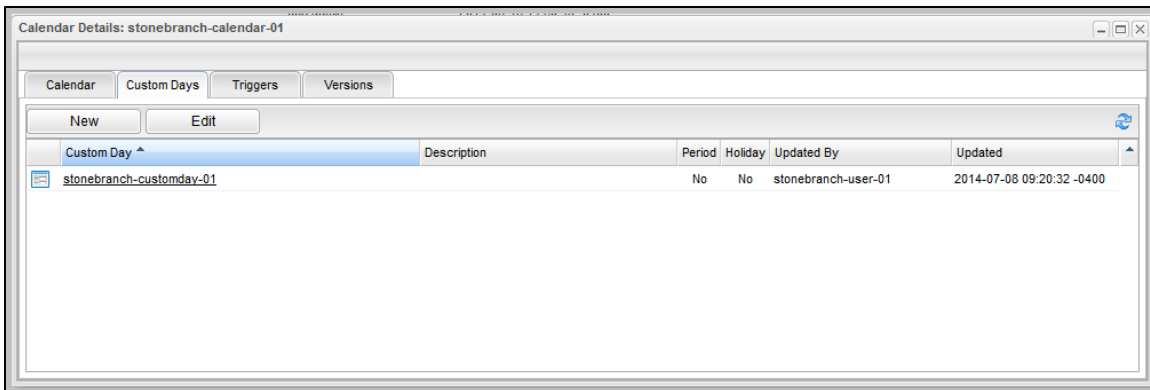 Calendar Details: stonebranch-calendar-01
Calendar Custom Days Triggers Versions
New Edit
Custom Day Description Period Holiday Updated By Updated
stonebranch-customday-01 No No stonebranch-user-01 2014-07-08 09:20:32 -0400